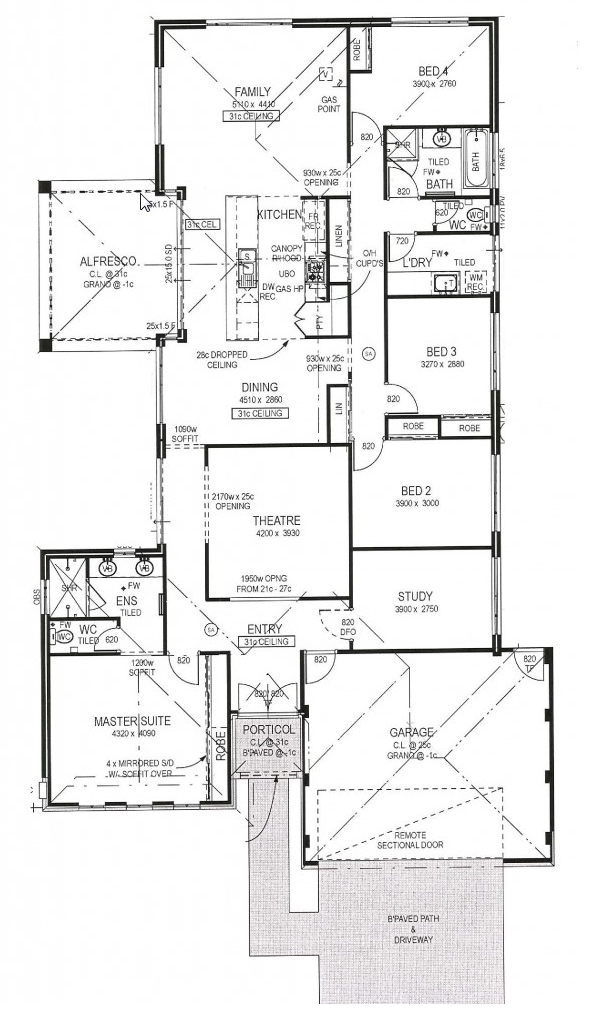 ROBE
BED 4
3900 x 2760
FAMILY
5110 x 4410
31c CEILING
V
GAS
POINT
820
SHR
VB
TILED
FW
BATH
BATH
820
930w x 25c
OPENING
TILED
620
WC
WC
FW
720
L'DRY
FW
TILED
T
WM
REC.
31c CEIL
KITCHEN
FR
REC.
LINEN
CANOPY
R'HOOD
O/H
CUPD'S
UBO
S
DW
REC.
GAS HP
PTY
ALFRESCO
C.L @ 31c
GRANO @ -1c
25x15.0 SD
25x1.5 F
28c DROPPED
CEILING
930w x 25c
OPENING
SA
BED 3
3270 x 2880
DINING
4510 x 2860
31c CEILING
LIN
820
ROBE
ROBE
1090w
SOFFIT
820
BED 2
3900 x 3000
2170w x 25c
OPENING
THEATRE
4200 x 3930
1950w OPNG
FROM 21c - 27c
STUDY
3900 x 2750
OBS
SHR
VB
VB
FW
ENS
TILED
FW
WC
WC
TILED
620
SA
ENTRY
31c CEILING
820
DFO
1200w
SOFFIT
820
820
820
TF
820/820
MASTER SUITE
4320 x 4090
4 x MIRRORED S/D
W/- SOFFIT OVER
ROBE
PORTICO
C.L @ 31c
B'PAVED @ -1c
GARAGE
C.L @ 25c
GRANO @ -1c
REMOTE
SECTIONAL DOOR
B'PAVED PATH
&
DRIVEWAY